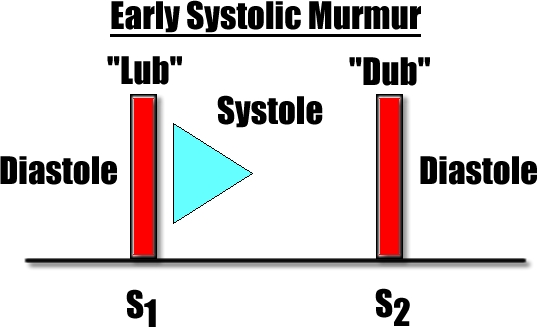 Early Systolic Murmur
"Lub" "Dub"
Systole
Diastole Diastole
S1 S2